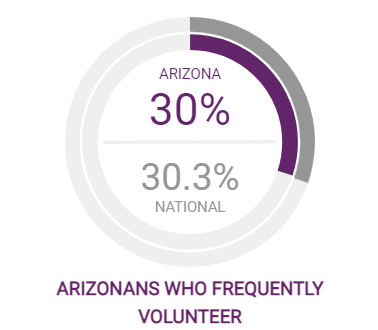 ARIZONA
30%
30.3%
NATIONAL
ARIZONANS WHO FREQUENTLY
VOLUNTEER